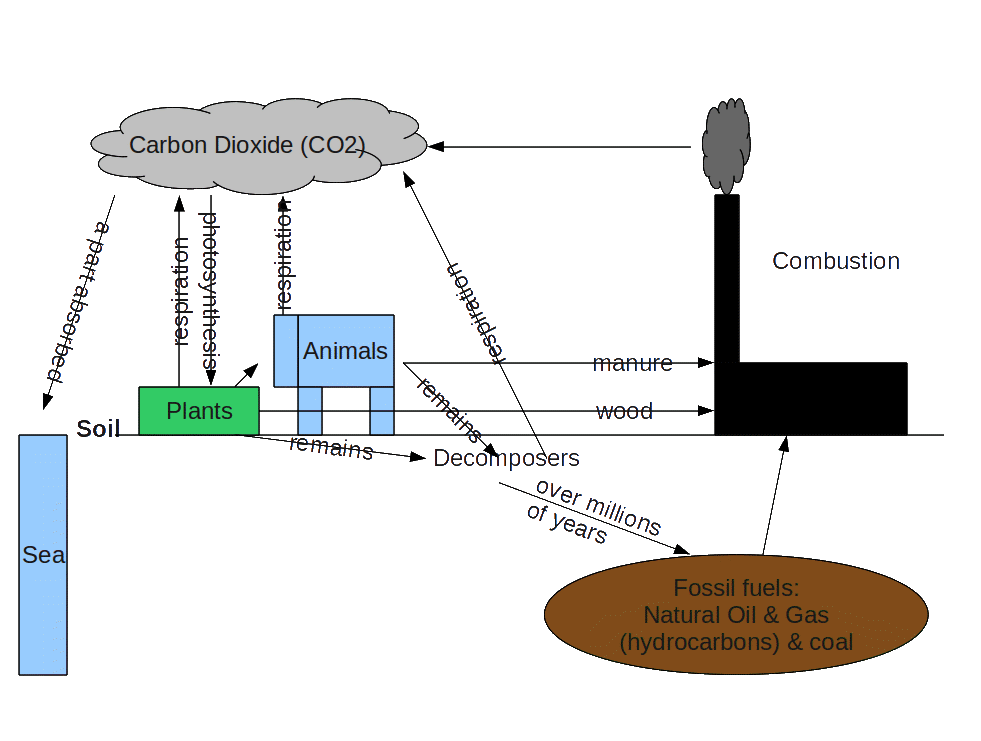 Carbon Dioxide (CO2)
a part absorbed
respiration
photosynthesis
respiration
respiration
Combustion
Animals
manure
Plants
remains
wood
Soil
remains
Decomposers
over millions
of years
Sea
Fossil fuels:
Natural Oil & Gas
(hydrocarbons) & coal